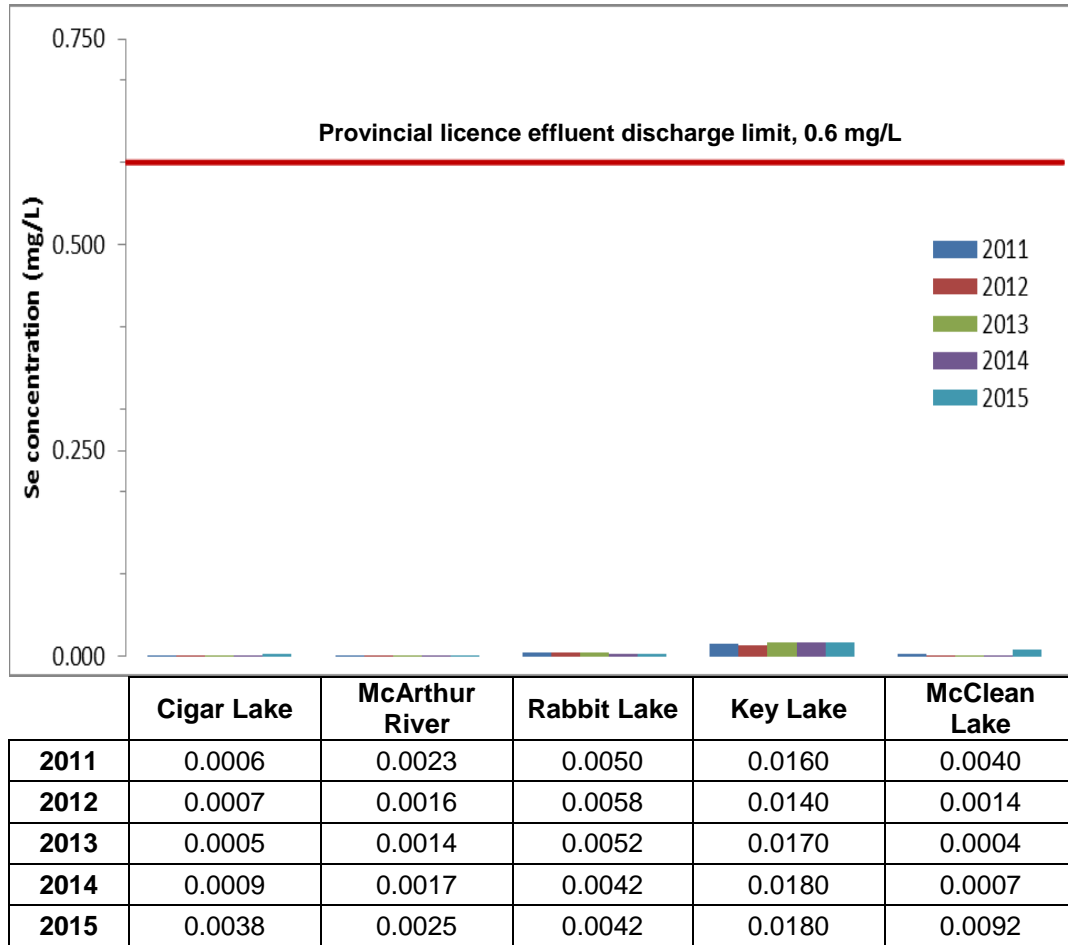 0.750
Provincial licence effluent discharge limit, 0.6 mg/L
Se concentration (mg/L)
0.500
2011
2012
2013
2014
2015
0.250
0.000
Cigar Lake McArthur River Rabbit Lake Key Lake McClean Lake
2011 0.0006 0.0023 0.0050 0.0160 0.0040
2012 0.0007 0.0016 0.0058 0.0140 0.0014
2013 0.0005 0.0014 0.0052 0.0170 0.0004
2014 0.0009 0.0017 0.0042 0.0180 0.0007
2015 0.0038 0.0025 0.0042 0.0180 0.0092